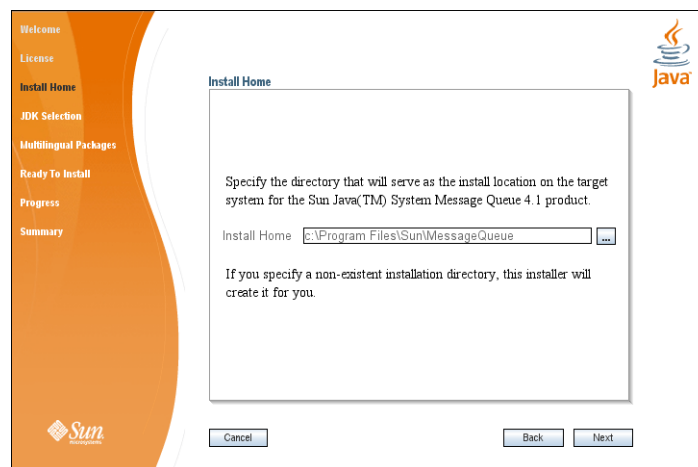 Welcome
License
Install Home
JDK Selection
Multilingual Packages
Ready To Install
Progress
Summary
Sun
microsystems
Java
Install Home
Specify the directory that will serve as the install location on the target
system for the Sun Java(TM) System Message Queue 4.1 product.
Install Home c:\Program Files\Sun\MessageQueue ...
If you specify a non-existent installation directory, this installer will
create it for you.
Cancel Back Next